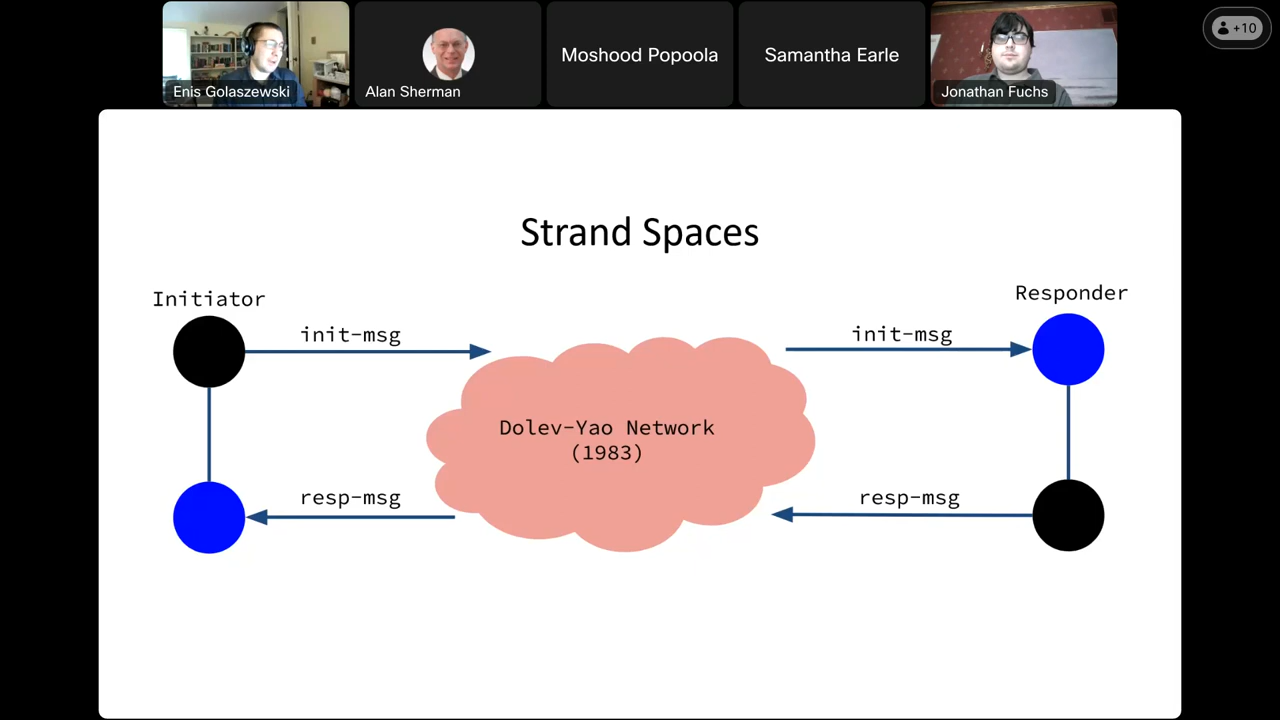 Enis Golaszewski
Alan Sherman
Moshood Popoola
Samantha Earle
Jonathan Fuchs
+10
Strand Spaces
Initiator
Responder
init-msg
init-msg
Dolev-Yao Network
(1983)
resp-msg
resp-msg